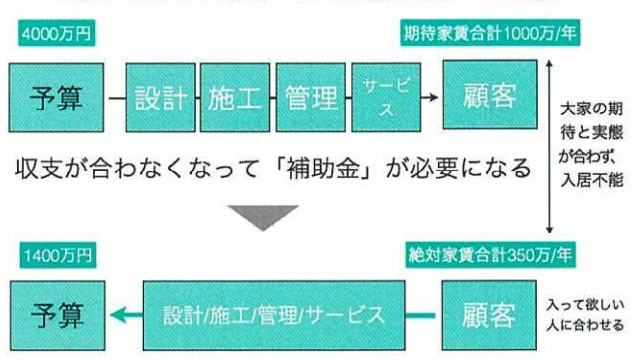 4000万円
期待家賃合計1000万/年
予算
設計
施工
管理
サービ
ス
顧客
大家の期
待と実態
が合わず、
入居不能
収支が合わなくなって「補助金」が必要になる
1400万円
絶対家賃合計350万/年
予算
設計/施工/管理/サービス
顧客
入って欲しい
人に合わせる